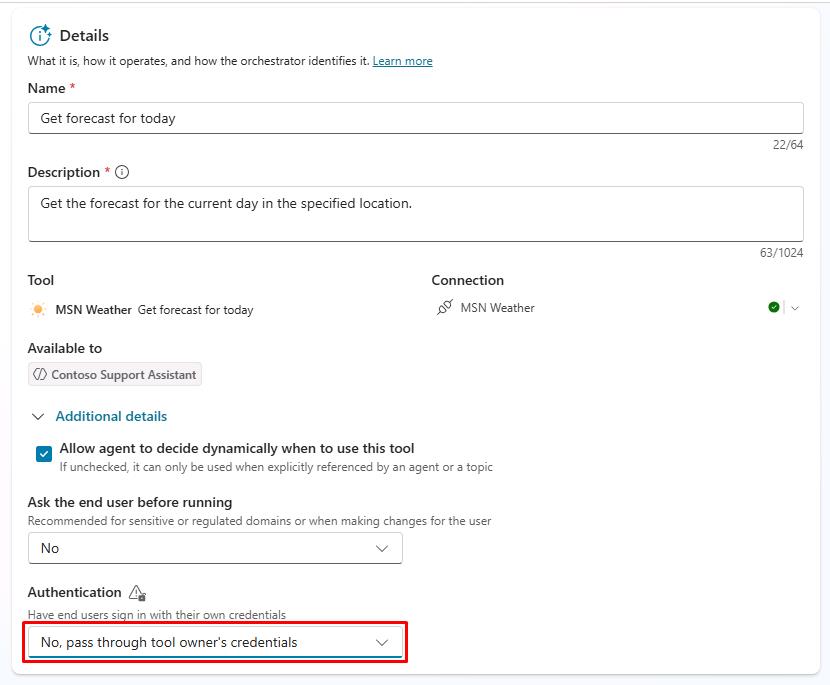 Details
What it is, how it operates, and how the orchestrator identifies it. Learn more
Name *
Get forecast for today
22/64
Description *
Get the forecast for the current day in the specified location.
63/1024
Tool
MSN Weather Get forecast for today
Connection
MSN Weather
Available to
Contoso Support Assistant
Additional details
Allow agent to decide dynamically when to use this tool
If unchecked, it can only be used when explicitly referenced by an agent or a topic
Ask the end user before running
Recommended for sensitive or regulated domains or when making changes for the user
No
Authentication
Have end users sign in with their own credentials
No, pass through tool owner's credentials